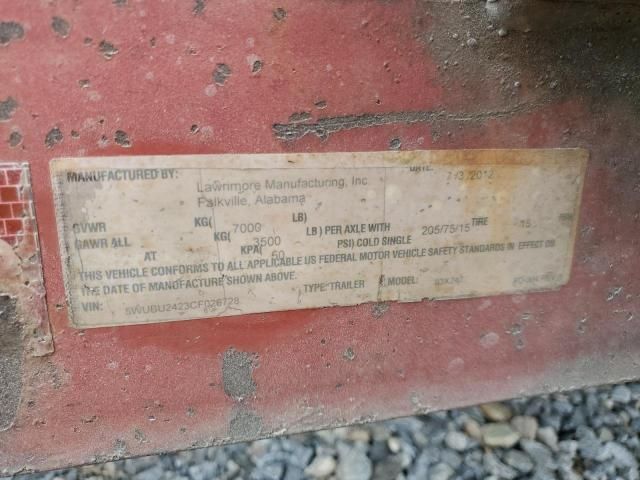 MANUFACTURED BY: Lawrimore Manufacturing, Inc DATE: 7/3/2012
Falkville, Alabama
GVWR KG( 7000 LB)
GAWR ALL KG( 3500 LB) PER AXLE WITH 205/75/15 TIRE 15 RIM
AT KPA( 50 PSI) COLD SINGLE
THIS VEHICLE CONFORMS TO ALL APPLICABLE US FEDERAL MOTOR VEHICLE SAFETY STANDARDS IN EFFECT ON
THE DATE OF MANUFACTURE SHOWN ABOVE.
VIN: 5WUBU2423CF026728 TYPE:TRAILER MODEL: